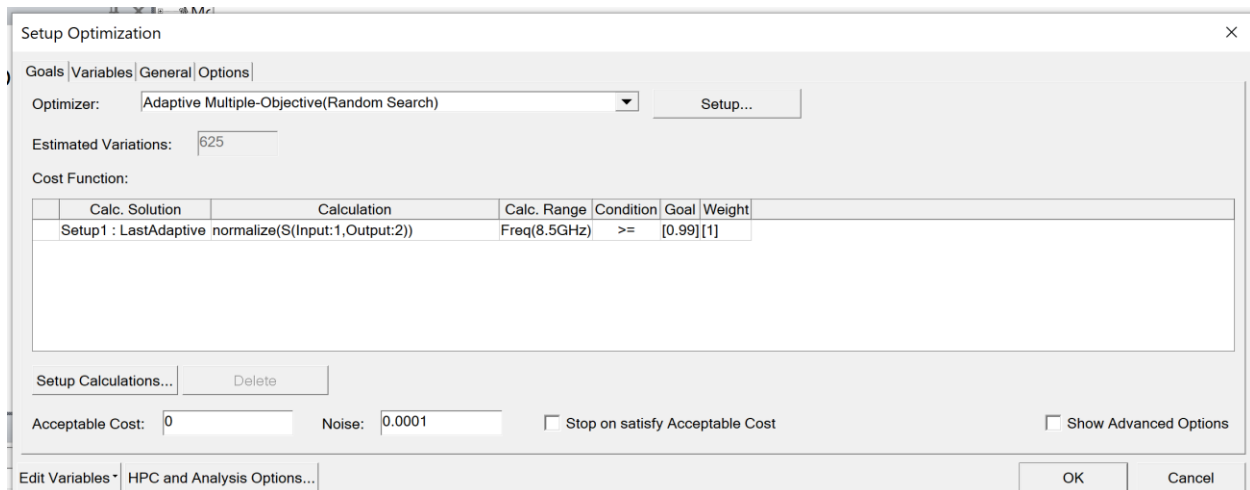 Setup Optimization
Goals Variables General Options
Optimizer: Adaptive Multiple-Objective(Random Search) Setup...
Estimated Variations: 625
Cost Function:
Calc. Solution Calculation Calc. Range Condition Goal Weight
Setup1 : LastAdaptive normalize(S(Input:1,Output:2)) Freq(8.5GHz) >= [0.99] [1]
Setup Calculations... Delete
Acceptable Cost: 0 Noise: 0.0001 Stop on satisfy Acceptable Cost Show Advanced Options
Edit Variables HPC and Analysis Options... OK Cancel